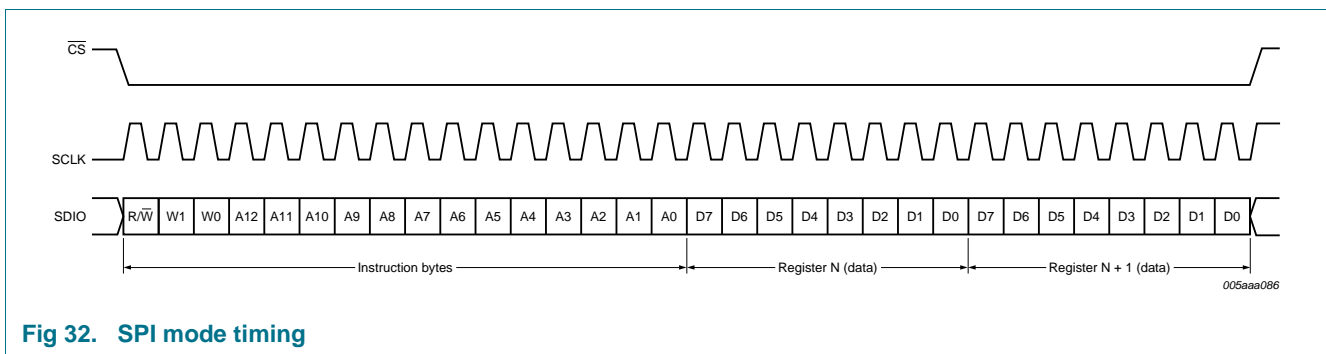 CS
SCLK
SDIO R/W W1 W0 A12 A11 A10 A9 A8 A7 A6 A5 A4 A3 A2 A1 A0 D7 D6 D5 D4 D3 D2 D1 D0 D7 D6 D5 D4 D3 D2 D1 D0
Instruction bytes Register N (data) Register N + 1 (data)
005aaa086
Fig 32. SPI mode timing